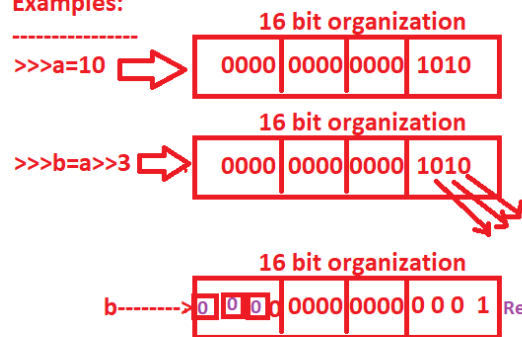 Examples:
----------------
16 bit organization
>>>a=10 0000 0000 0000 1010
16 bit organization
>>>b=a>>3 0000 0000 0000 1010
16 bit organization
b--------> 0 0 0 0 0000 0000 0 0 0 1 Re